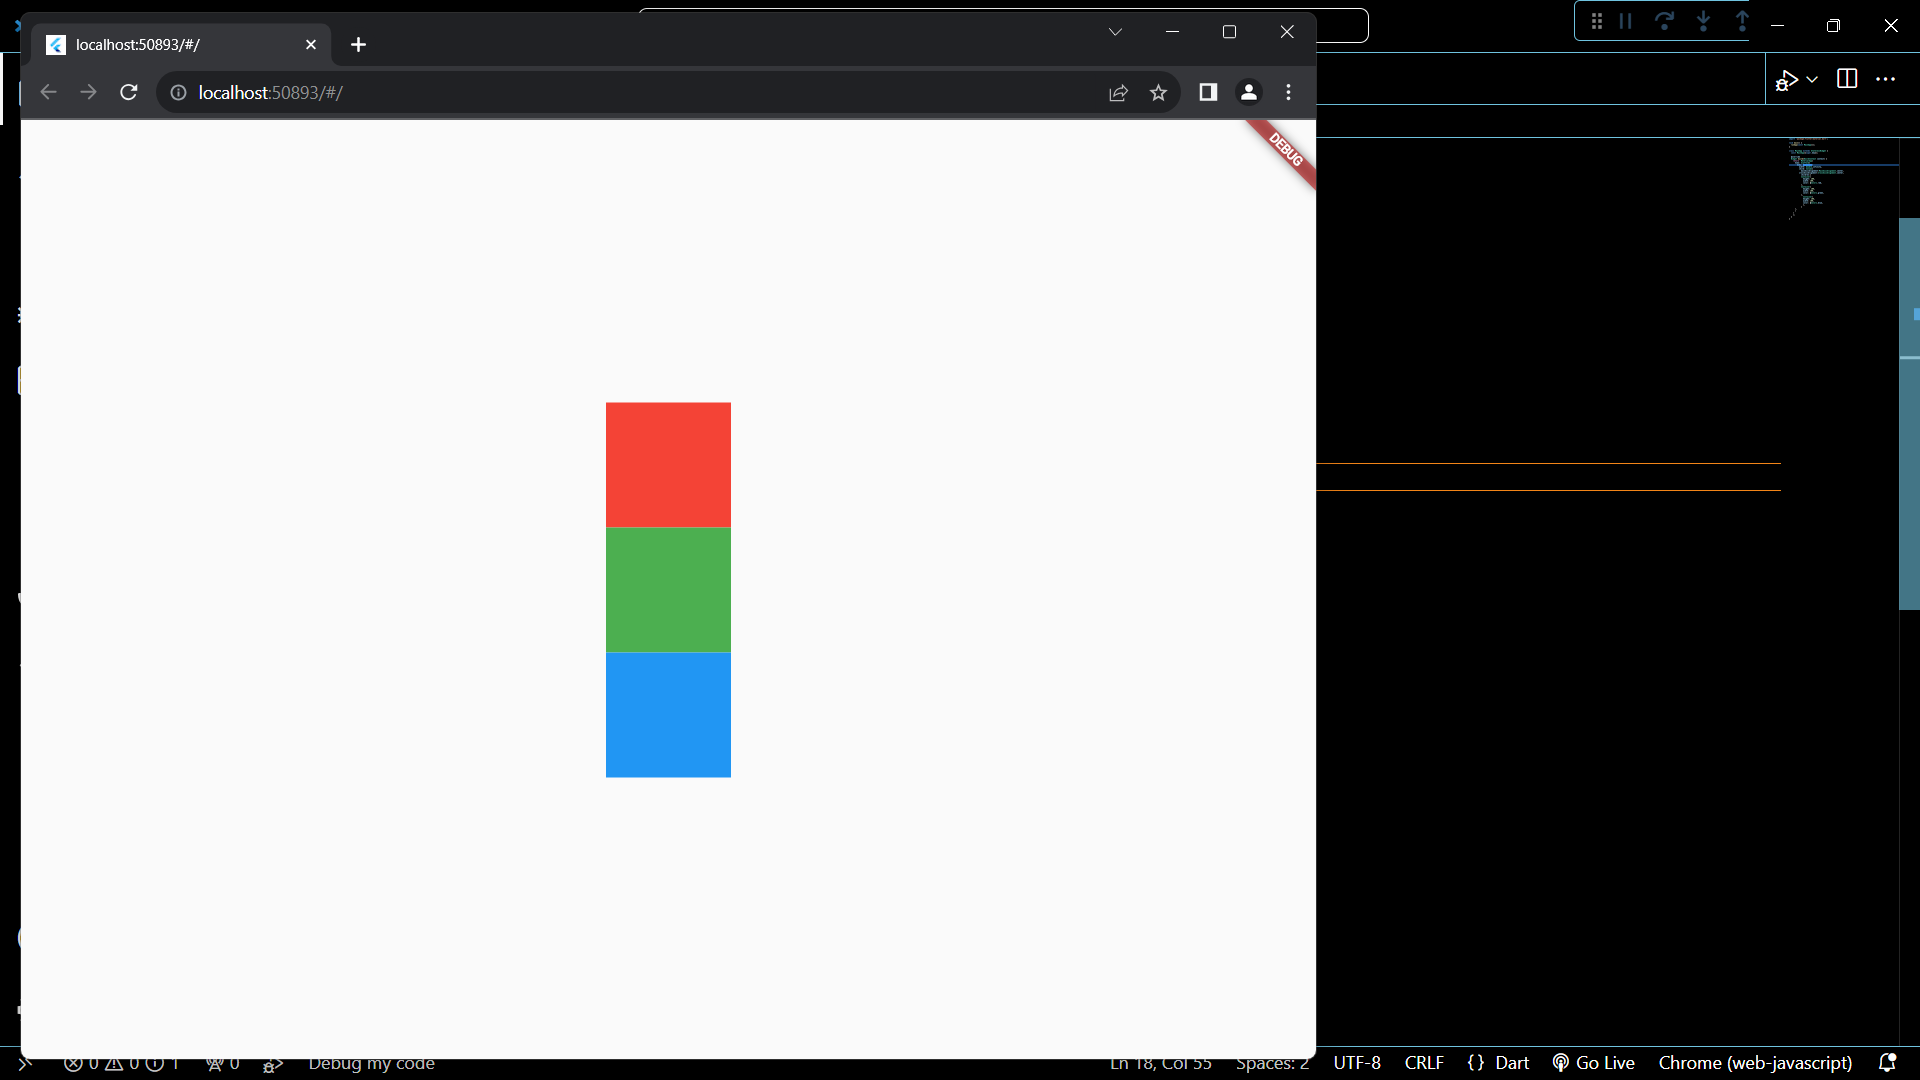 localhost:50893/#/
localhost:50893/#/
DEBUG
0 0 1 0 Debug my code Ln 18, Col 55 Spaces: 2 UTF-8 CRLF {} Dart Go Live Chrome (web-javascript)